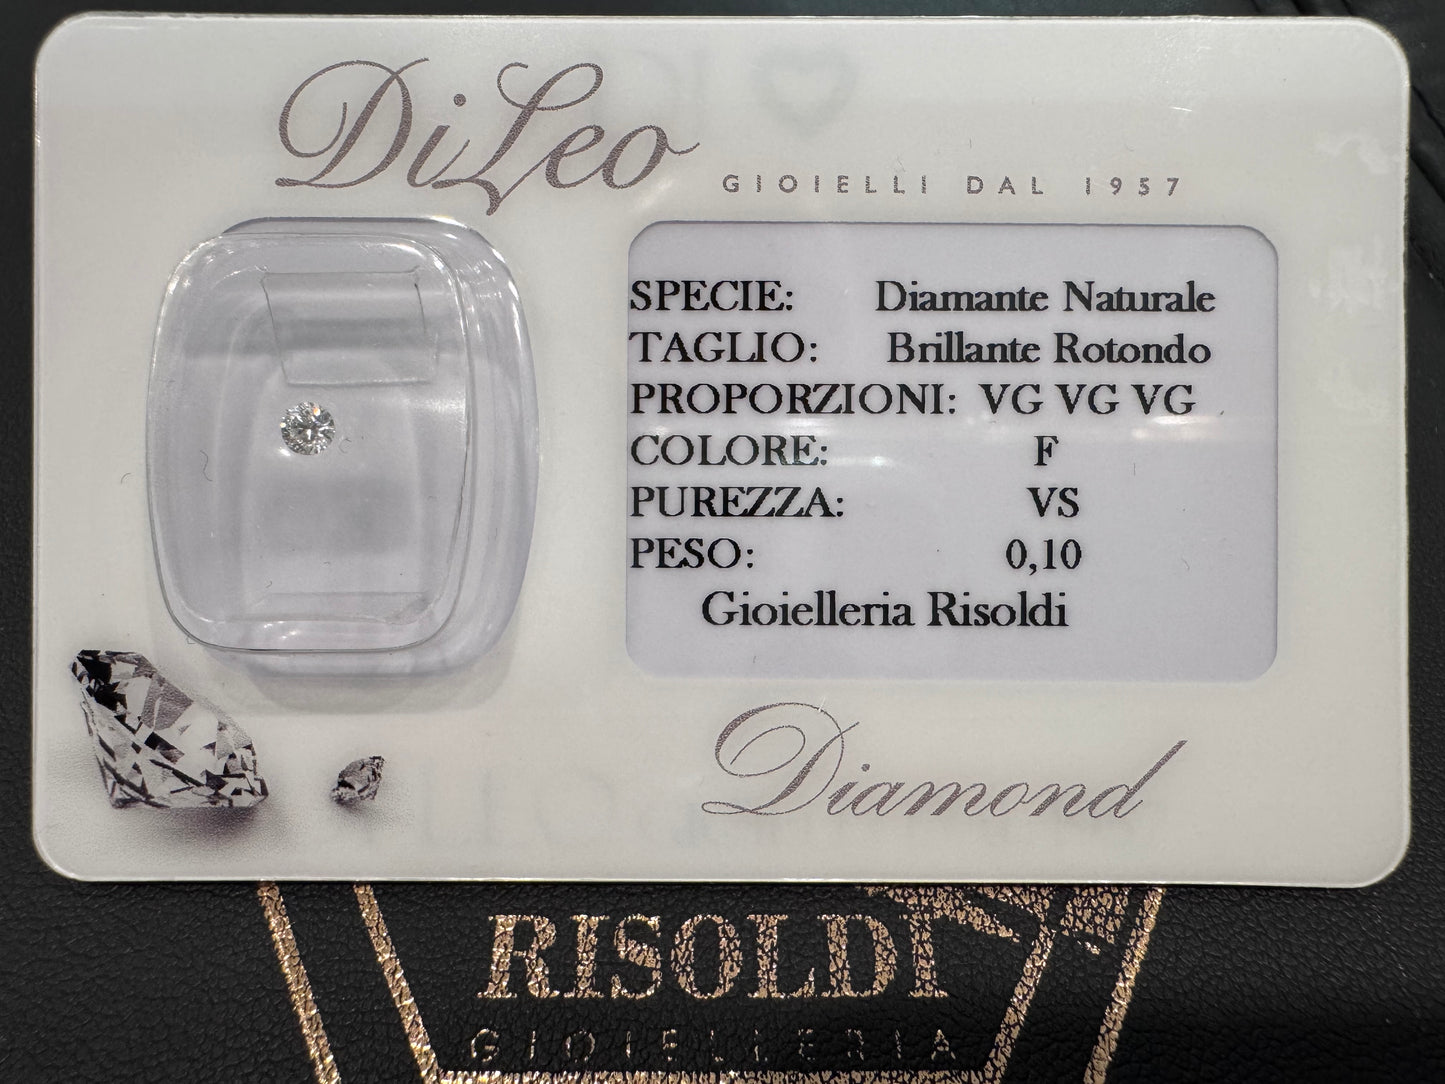 DiLeo
GIOIELLI DAL 1957
SPECIE: Diamante Naturale
TAGLIO: Brillante Rotondo
PROPORZIONI: VG VG VG
COLORE: F
PUREZZA: VS
PESO: 0,10
Gioielleria Risoldi
Diamond
RISOLDI
GIOIELLERIA